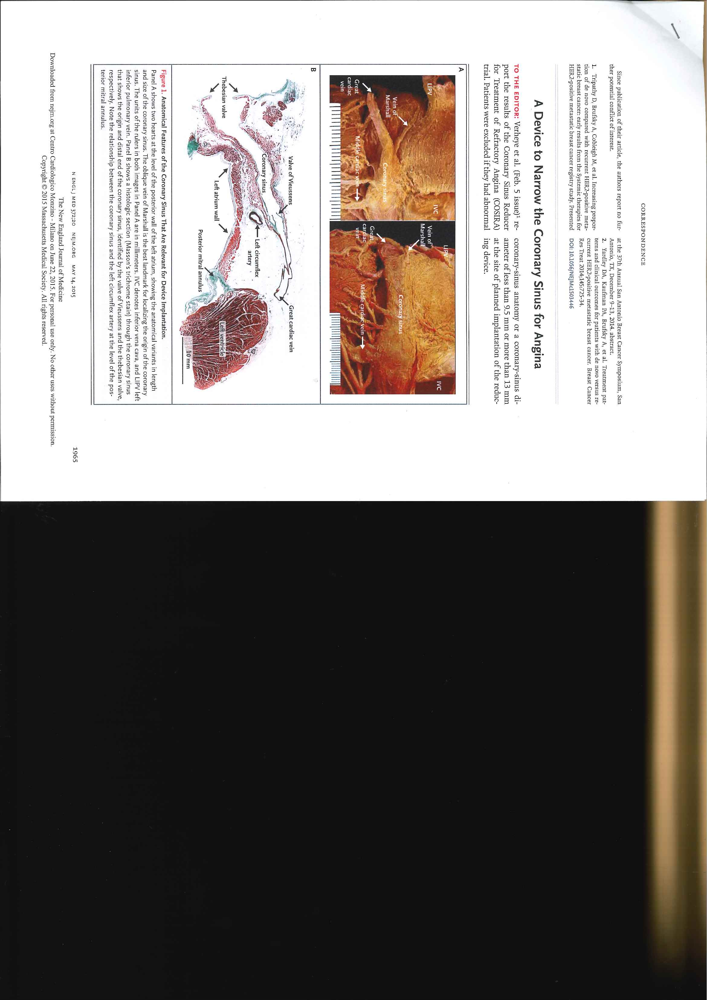 CORRESPONDENCE
Since publication of their article, the authors report no fur-
ther potential conflict of interest.
1. Tripathy D, Brufsky A, Cobleigh M, et al. Increasing propor-
tion of de novo compared with recurrent HER2-positive meta-
static breast cancer: early results from the Systemic therapies for
HER2-positive metastatic breast cancer registry study. Presented
at the 37th Annual San Antonio Breast Cancer Symposium, San
Antonio, TX, December 9–13, 2014. abstract.
2. Yardley DA, Kaufman PA, Brufsky A, et al. Treatment pat-
terns and clinical outcomes for patients with de novo versus re-
current HER2-positive metastatic breast cancer. Breast Cancer
Res Treat 2014;145:725-34.
DOI: 10.1056/NEJMc1503446
A Device to Narrow the Coronary Sinus for Angina
TO THE EDITOR: Verheye et al. (Feb. 5 issue)1 re-
port the results of the Coronary Sinus Reducer
for Treatment of Refractory Angina (COSIRA)
trial. Patients were excluded if they had abnormal
coronary-sinus anatomy or a coronary-sinus di-
ameter of less than 9.5 mm or more than 13 mm
at the site of planned implantation of the reduc-
ing device.
A
LIPV
IVC
Vein of
Marshall
Great
cardiac
vein
Coronary sinus
Middle cardiac vein
LIPV
IVC
Vein of
Marshall
Great
cardiac
vein
Coronary sinus
Middle cardiac vein
B
Valve of Vieussens
Great cardiac vein
Coronary sinus
Left circumflex
artery
Thebesian valve
Left atrium wall
Left ventricle
Posterior mitral annulus
10 mm
Figure 1. Anatomical Features of the Coronary Sinus That Are Relevant for Device Implantation.
Panel A shows two hearts at the level of the posterior wall of the left atrium, showing the anatomical variants in length
and size of the coronary sinus. The oblique vein of Marshall is the best landmark for localizing the origin of the coronary
sinus. The units of the rulers in both images in Panel A are in millimeters. IVC denotes inferior vena cava, and LIPV left
inferior pulmonary vein. Panel B shows a histologic section (Masson's trichrome stain) through the coronary sinus
that shows the origin and distal end of the coronary sinus, identified by the valve of Vieussens and the thebesian valve,
respectively. Note the relationship between the coronary sinus and the left circumflex artery at the level of the pos-
terior mitral annulus.
N ENGL J MED 372;20 NEJM.ORG MAY 14, 2015
1965
The New England Journal of Medicine
Downloaded from nejm.org at Centro Cardiologico Monzino - Milano on June 22, 2015. For personal use only. No other uses without permission.
Copyright © 2015 Massachusetts Medical Society. All rights reserved.